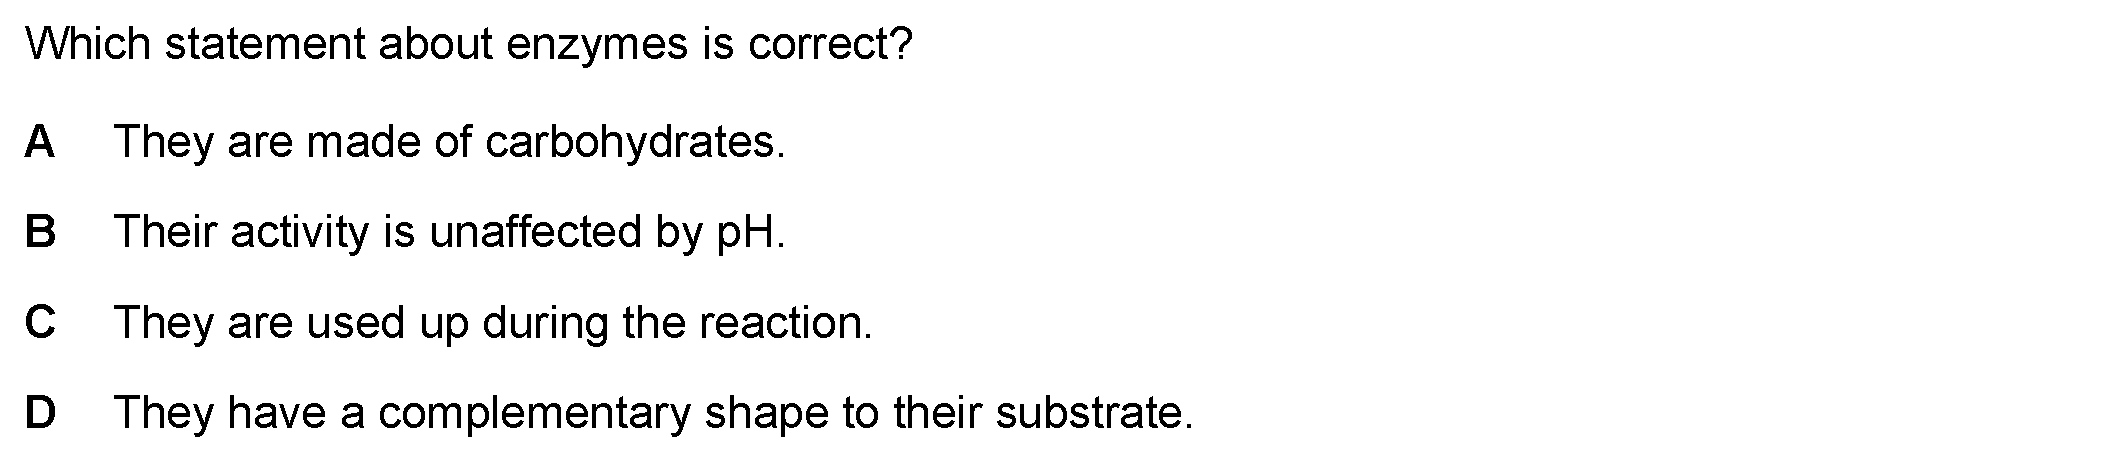 Which statement about enzymes is correct?
A They are made of carbohydrates.
B Their activity is unaffected by pH.
C They are used up during the reaction.
D They have a complementary shape to their substrate.